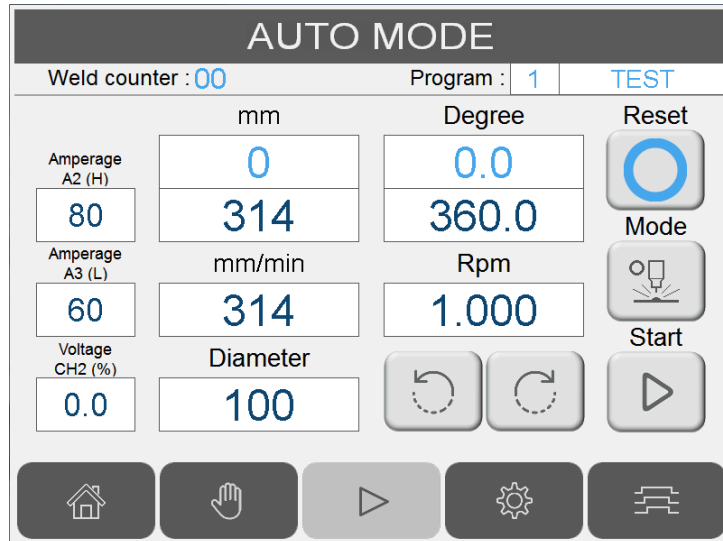 AUTO MODE
Weld counter : 00
Program : 1 TEST
mm
Degree
Reset
Amperage
A2 (H)
0
0.0
80
314
360.0
Mode
Amperage
A3 (L)
mm/min
Rpm
60
314
1.000
Start
Voltage
CH2 (%)
Diameter
0.0
100